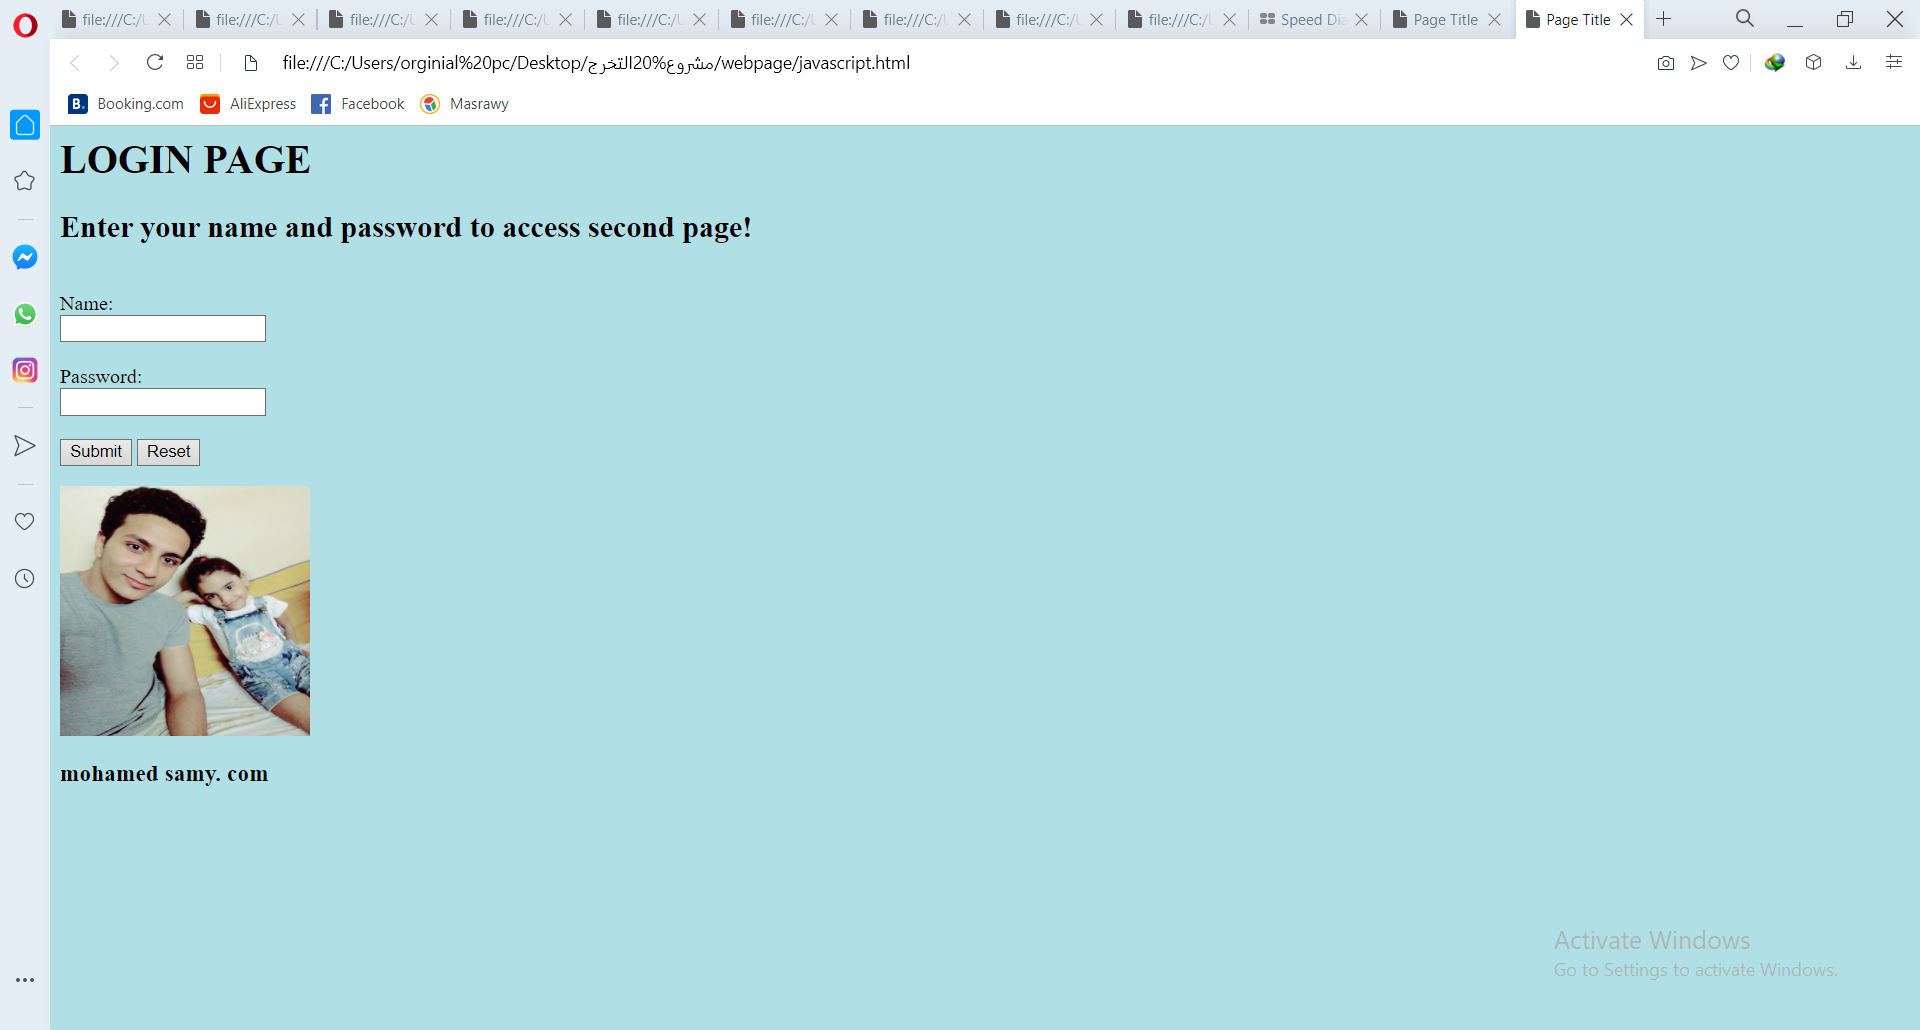 file:///C:/U
file:///C:/U
file:///C:/U
file:///C:/U
file:///C:/U
file:///C:/U
file:///C:/U
file:///C:/U
file:///C:/U
Speed Di
Page Title
Page Title
file:///C:/Users/orginial%20pc/Desktop/مشروع%20التخرج/webpage/javascript.html
B. Booking.com AliExpress Facebook Masrawy
LOGIN PAGE
Enter your name and password to access second page!
Name:
Password:
Submit Reset
mohamed samy. com
Activate Windows
Go to Settings to activate Windows.